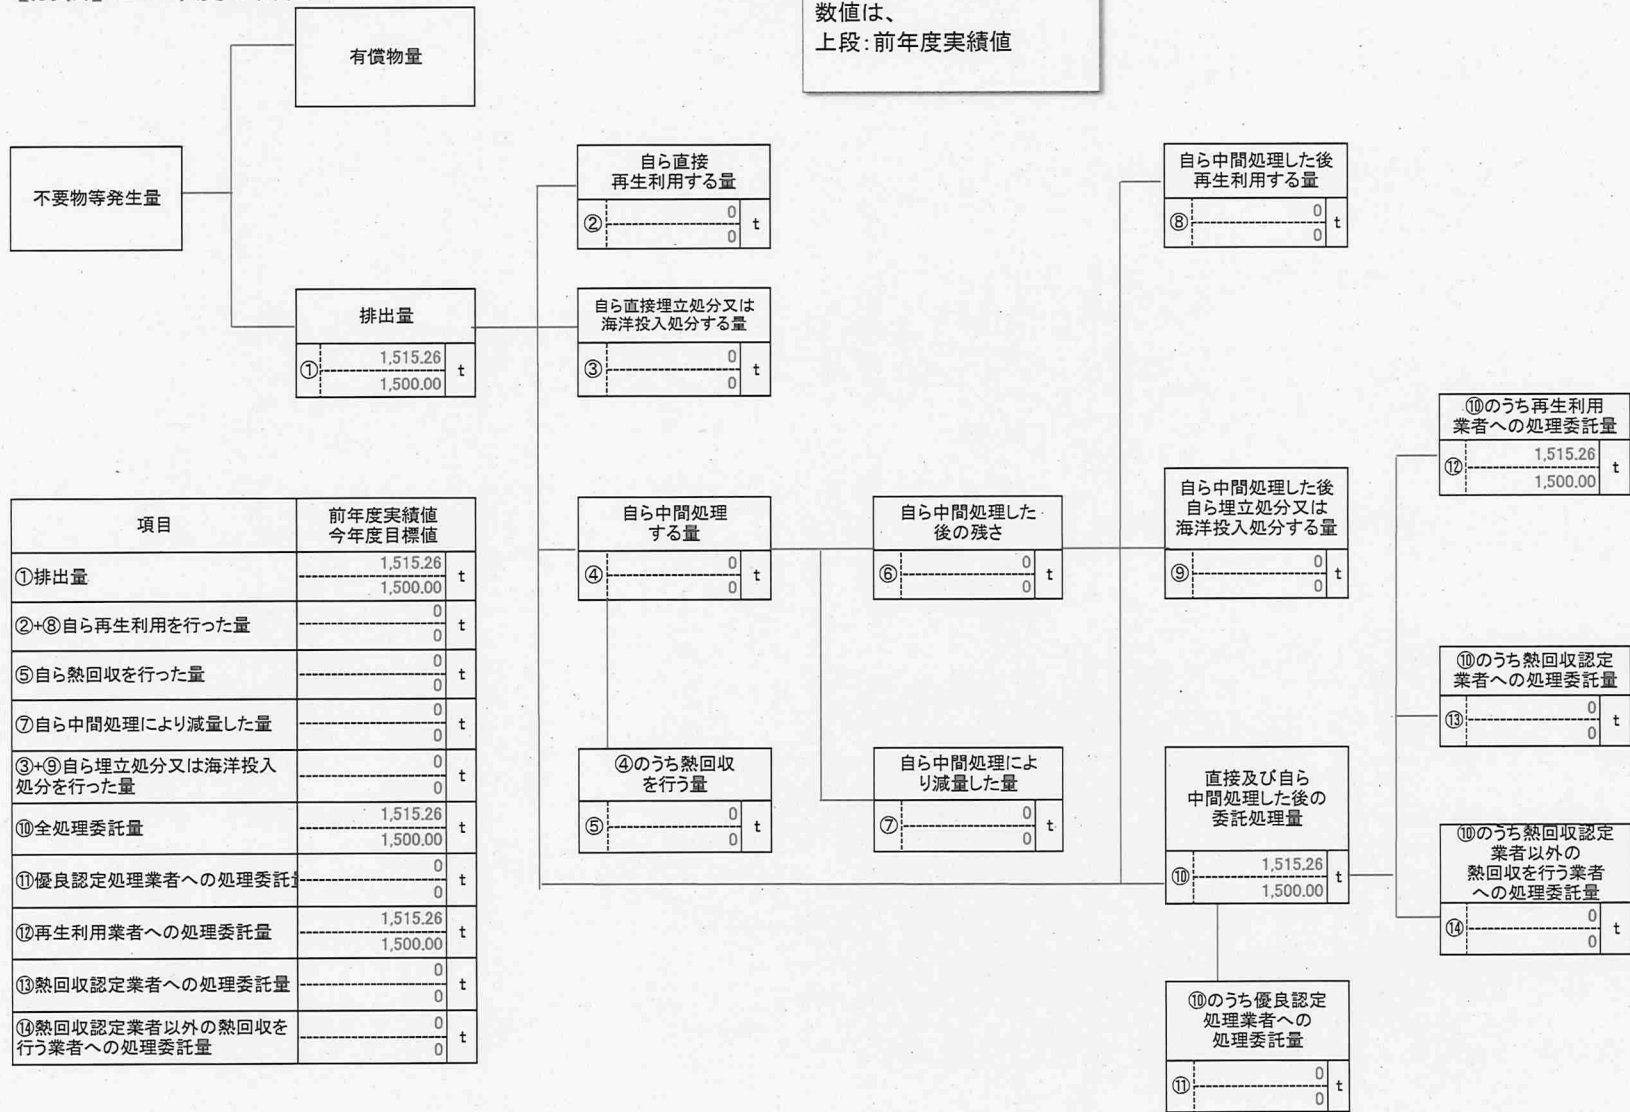 数値は、
上段:前年度実績値
有償物量
不要物等発生量
排出量
① 1,515.26 t
1,500.00
自ら直接
再生利用する量
② 0 t
0
自ら直接埋立処分又は
海洋投入処分する量
③ 0 t
0
自ら中間処理した後
再生利用する量
⑧ 0 t
0
⑩のうち再生利用
業者への処理委託量
⑫ 1,515.26 t
1,500.00
自ら中間処理
する量
④ 0 t
0
自ら中間処理した
後の残さ
⑥ 0 t
0
自ら中間処理した後
自ら埋立処分又は
海洋投入処分する量
⑨ 0 t
0
⑩のうち熱回収認定
業者への処理委託量
⑬ 0 t
0
④のうち熱回収
を行う量
⑤ 0 t
0
自ら中間処理によ
り減量した量
⑦ 0 t
0
直接及び自ら
中間処理した後の
委託処理量
⑩ 1,515.26 t
1,500.00
⑩のうち熱回収認定
業者以外の
熱回収を行う業者
への処理委託量
⑭ 0 t
0
⑩のうち優良認定
処理業者への
処理委託量
⑪ 0 t
0
項目 前年度実績値
今年度目標値
①排出量 1,515.26 t
1,500.00
②+⑧自ら再生利用を行った量 0 t
0
⑤自ら熱回収を行った量 0 t
0
⑦自ら中間処理により減量した量 0 t
0
③+⑨自ら埋立処分又は海洋投入
処分を行った量 0 t
0
⑩全処理委託量 1,515.26 t
1,500.00
⑪優良認定処理業者への処理委託 0 t
0
⑫再生利用業者への処理委託量 1,515.26 t
1,500.00
⑬熱回収認定業者への処理委託量 0 t
0
⑭熱回収認定業者以外の熱回収を
行う業者への処理委託量 0 t
0